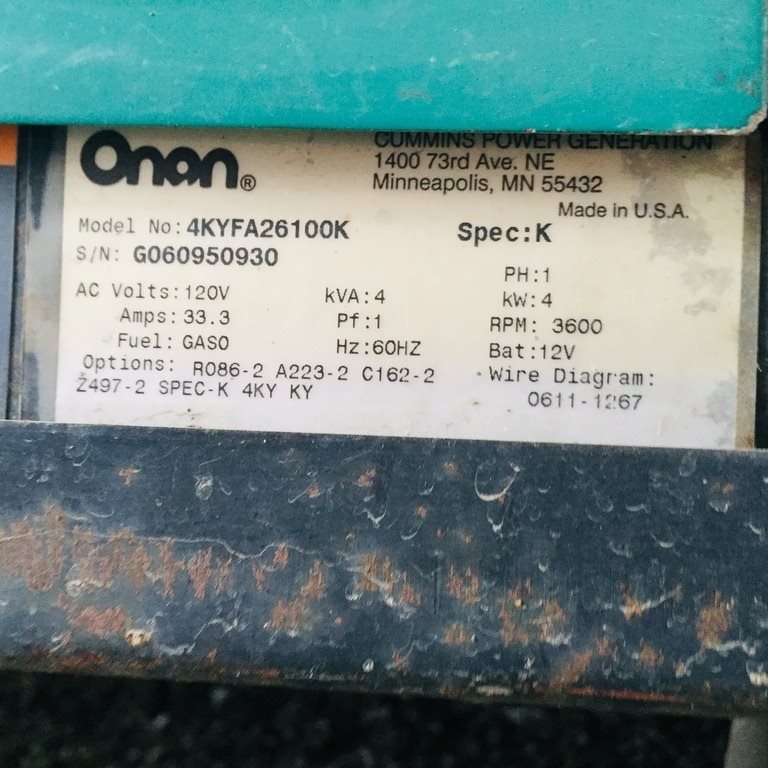 Onan®
CUMMINS POWER GENERATION
1400 73rd Ave. NE
Minneapolis, MN 55432
Made in U.S.A.
Model No: 4KYFA26100K Spec:K
S/N: G060950930
PH:1
AC Volts:120V kVA:4 kW:4
Amps:33.3 Pf:1 RPM: 3600
Fuel: GASO Hz:60HZ Bat:12V
Options: R086-2 A223-2 C162-2 Wire Diagram:
Z497-2 SPEC-K 4KY KY 0611-1267